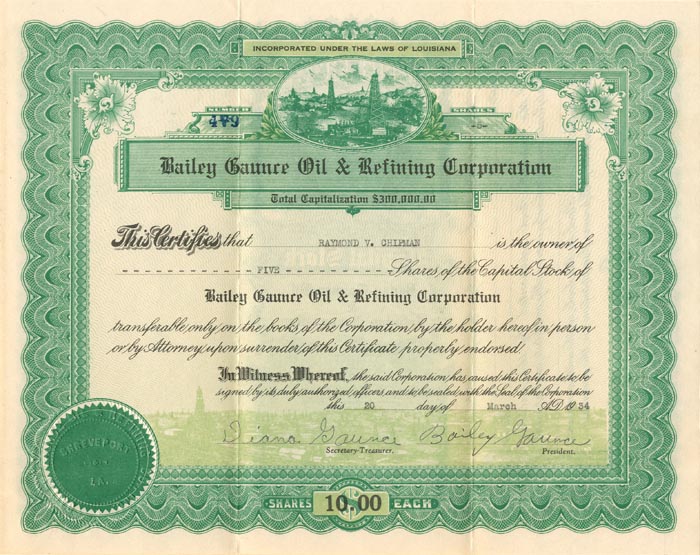 INCORPORATED UNDER THE LAWS OF LOUISIANA
NUMBER SHARES
-5-
Bailey Gaunce Oil & Refining Corporation
Total Capitalization $300,000.00
This Certifies that RAYMOND V. CHIPMAN is the owner of
FIVE Shares of the Capital Stock of
Bailey Gaunce Oil & Refining Corporation
transferable only on the books of the Corporation by the holder hereof in person
or by Attorney upon surrender of this Certificate properly endorsed.
In Witness Whereof, the said Corporation has caused this Certificate to be
signed by its duly authorized officers and to be sealed with the Seal of the Corporation
this 20 day of March A.D. 1934
Diana Gaunce Bailey Gaunce
Secretary-Treasurer. President.
SHREVEPORT
LA.
SHARES 10.00 EACH